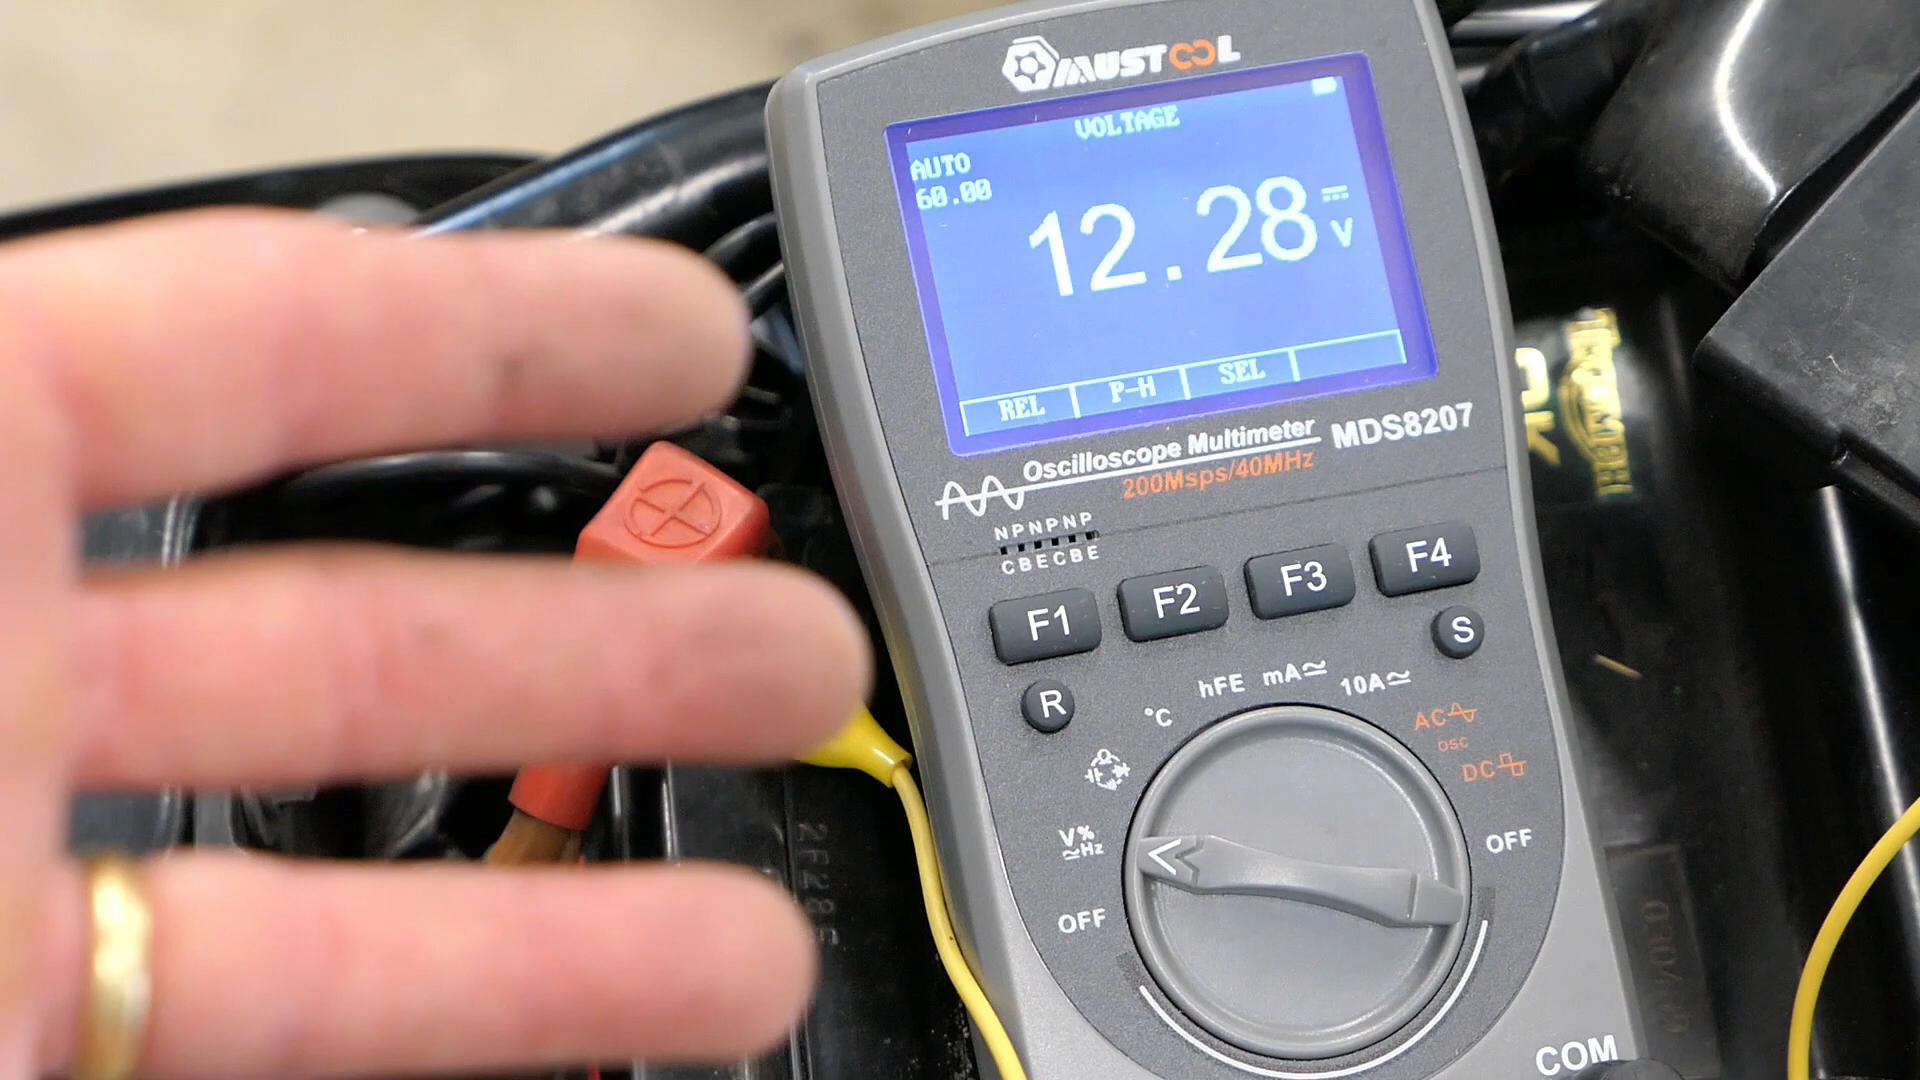 MUSTOOL
VOLTAGE
AUTO
60.00
12.28 V
REL P-H SEL
Oscilloscope Multimeter MDS8207
200Msps/40MHz
NPNPNP
CBECBE
F1 F2 F3 F4
S
R
°C hFE mA≂ 10A≂
AC
OSC
DC
V%
≂Hz
OFF
OFF
COM